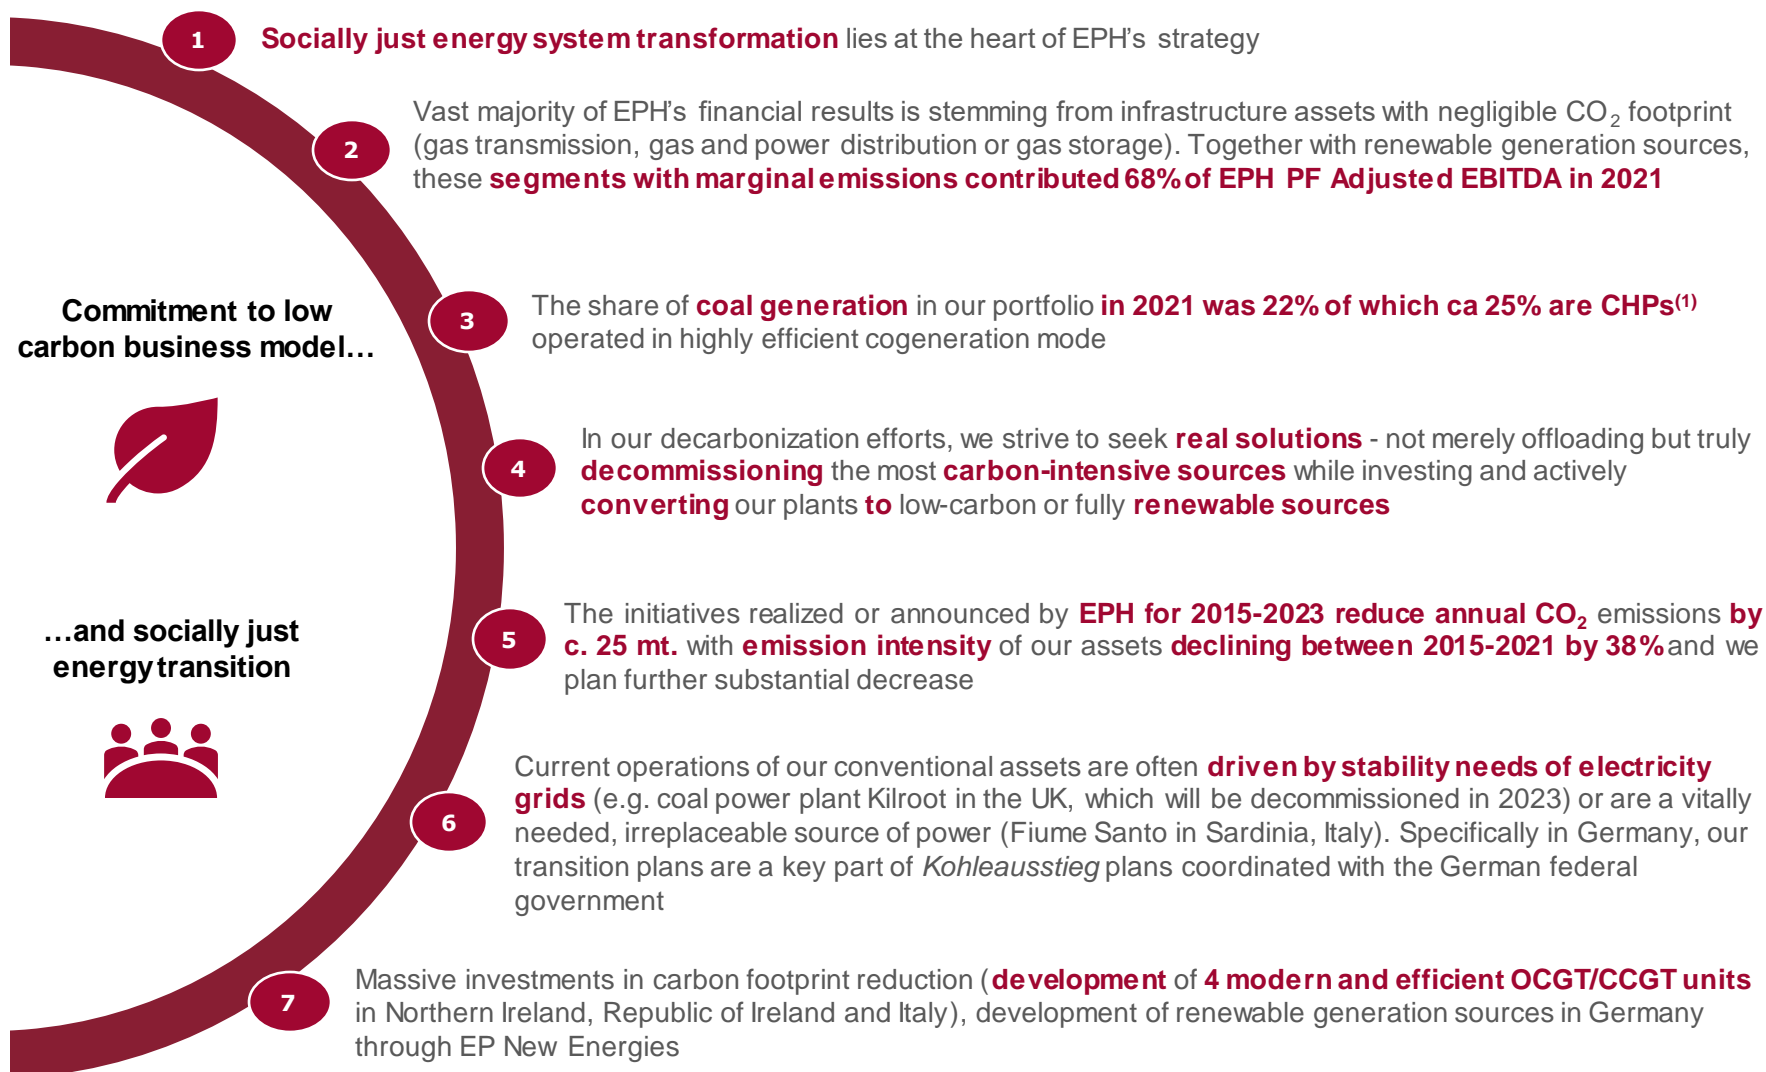 1 Socially just energy system transformation lies at the heart of EPH's strategy
Vast majority of EPH's financial results is stemming from infrastructure assets with negligible CO₂ footprint
2 (gas transmission, gas and power distribution or gas storage). Together with renewable generation sources,
these segments with marginal emissions contributed 68% of EPH PF Adjusted EBITDA in 2021
Commitment to low
carbon business model…
3 The share of coal generation in our portfolio in 2021 was 22% of which ca 25% are CHPs⁽¹⁾
operated in highly efficient cogeneration mode
In our decarbonization efforts, we strive to seek real solutions - not merely offloading but truly
4 decommissioning the most carbon-intensive sources while investing and actively
converting our plants to low-carbon or fully renewable sources
…and socially just
energy transition
The initiatives realized or announced by EPH for 2015-2023 reduce annual CO₂ emissions by
5 c. 25 mt. with emission intensity of our assets declining between 2015-2021 by 38% and we
plan further substantial decrease
Current operations of our conventional assets are often driven by stability needs of electricity
grids (e.g. coal power plant Kilroot in the UK, which will be decommissioned in 2023) or are a vitally
6 needed, irreplaceable source of power (Fiume Santo in Sardinia, Italy). Specifically in Germany, our
transition plans are a key part of Kohleausstieg plans coordinated with the German federal
government
Massive investments in carbon footprint reduction (development of 4 modern and efficient OCGT/CCGT units
7 in Northern Ireland, Republic of Ireland and Italy), development of renewable generation sources in Germany
through EP New Energies